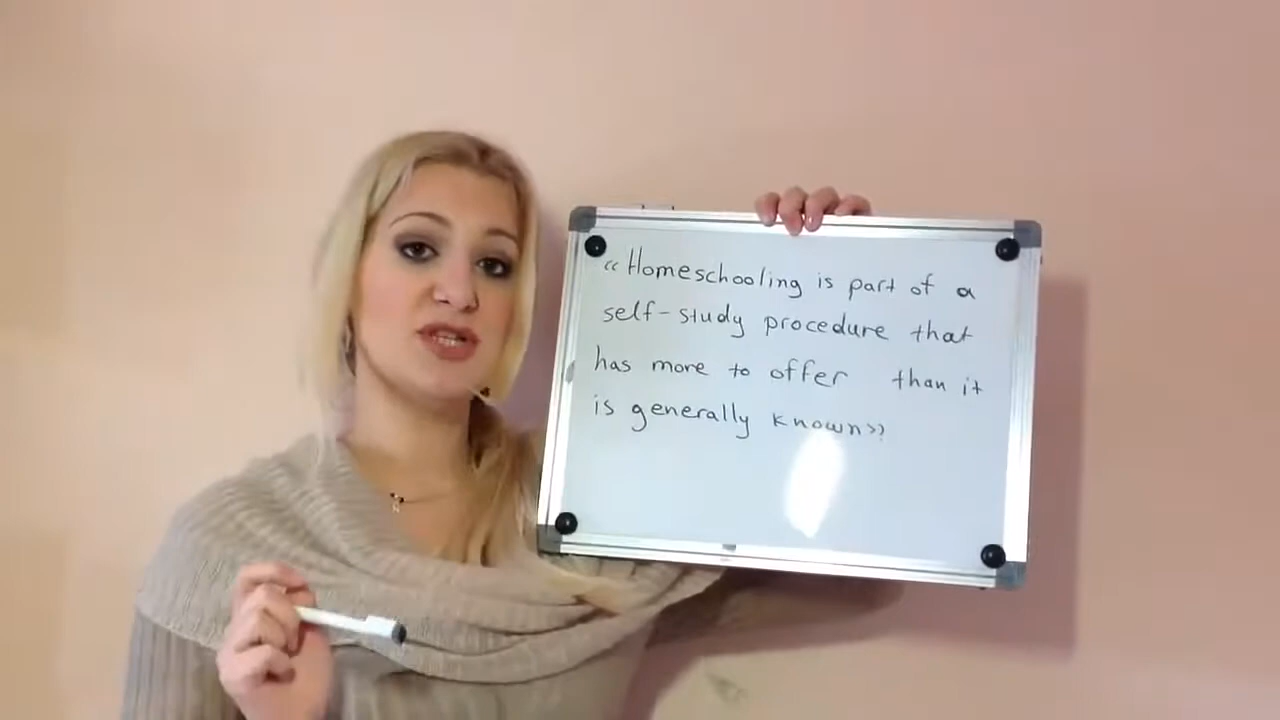 “Homeschooling is part of a
self-study procedure that
has more to offer than it
is generally known»